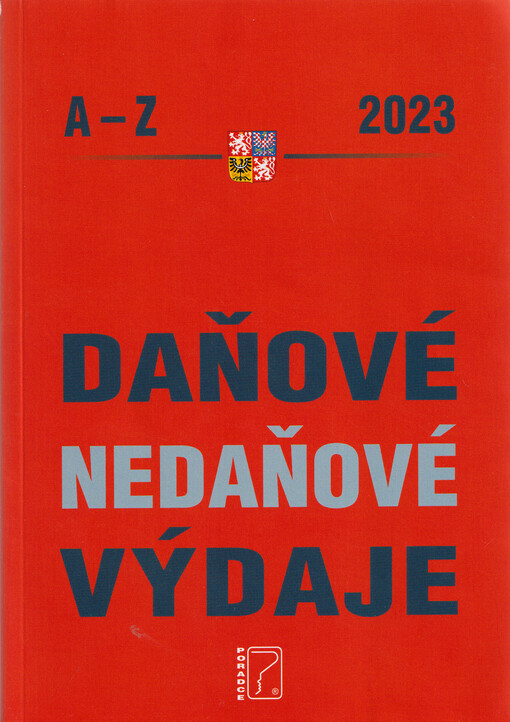 A – Z 2023
DAŇOVÉ
NEDAŇOVÉ
VÝDAJE
PORADCE
®